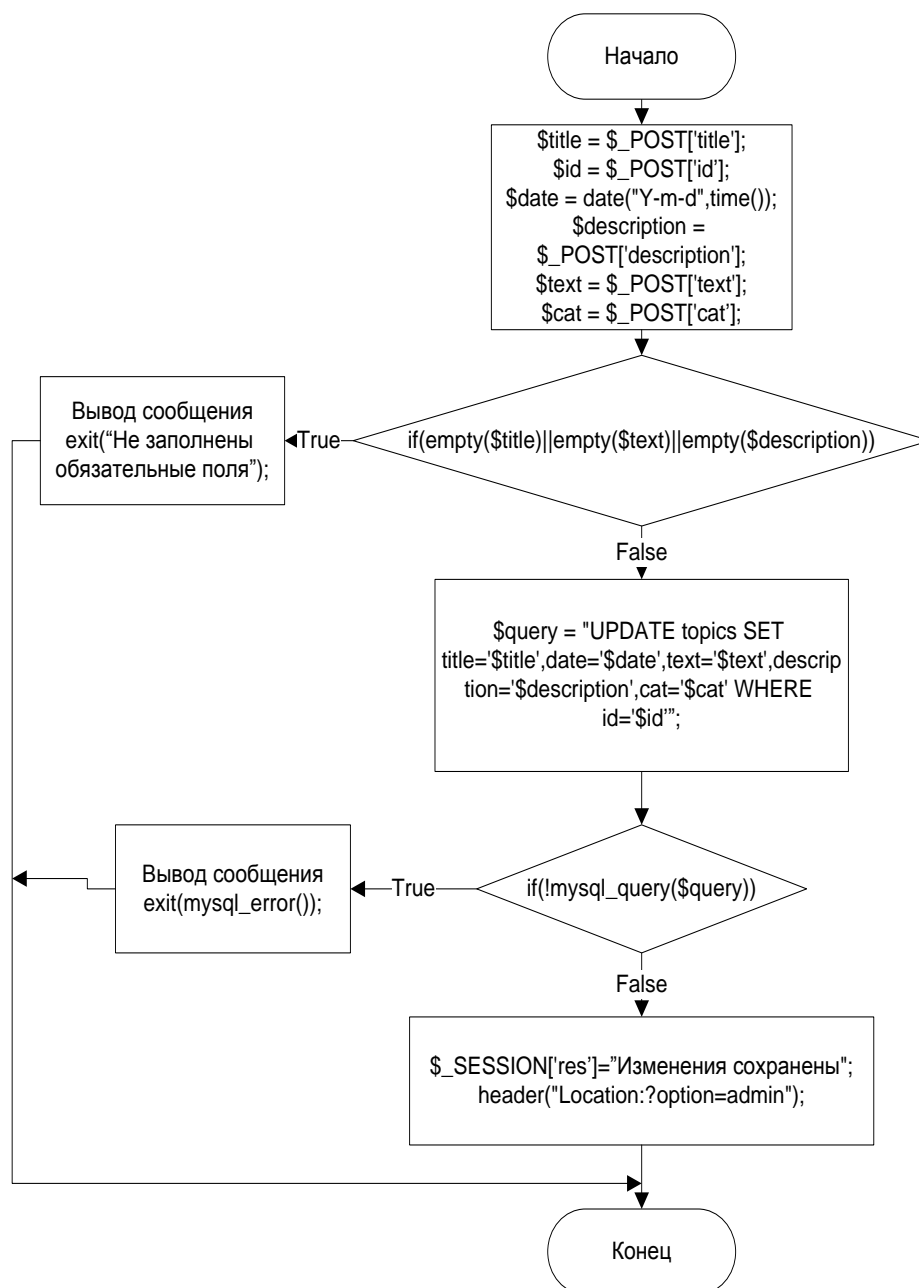 Начало
$title = $_POST['title'];
$id = $_POST['id'];
$date = date("Y-m-d",time());
$description =
$_POST['description'];
$text = $_POST['text'];
$cat = $_POST['cat’];
Вывод сообщения
exit(“Не заполнены
обязательные поля”);
True
if(empty($title)||empty($text)||empty($description))
False
$query = "UPDATE topics SET
title='$title',date='$date',text='$text',descrip
tion='$description',cat='$cat' WHERE
id='$id'”;
Вывод сообщения
exit(mysql_error());
True
if(!mysql_query($query))
False
$_SESSION['res’]=”Изменения сохранены";
header("Location:?option=admin");
Конец